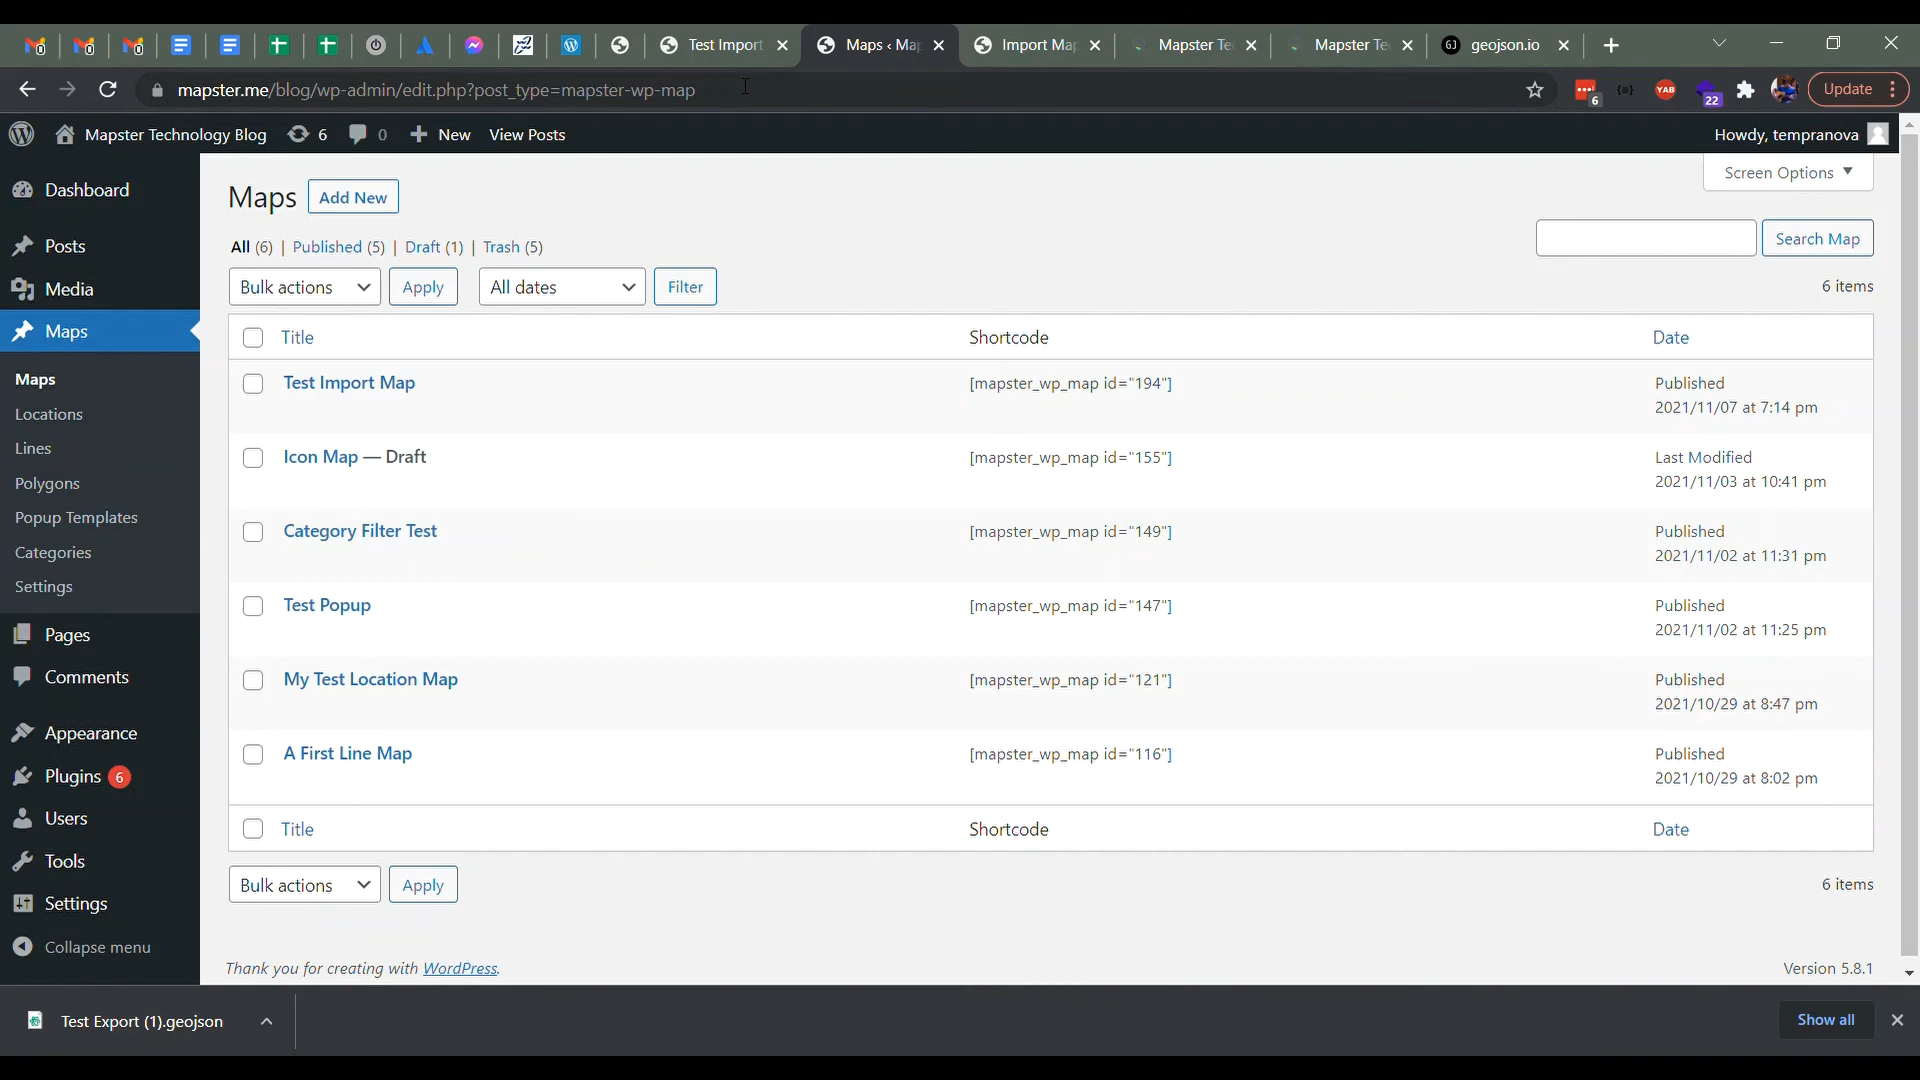 Test Import
Maps ‹ Ma
Import Ma
Mapster Te
Mapster Te
geojson.io
mapster.me/blog/wp-admin/edit.php?post_type=mapster-wp-map
6
YAB
22
Update
Mapster Technology Blog
6
0
New
View Posts
Howdy, tempranova
Dashboard
Posts
Media
Maps
Maps
Locations
Lines
Polygons
Popup Templates
Categories
Settings
Pages
Comments
Appearance
Plugins 6
Users
Tools
Settings
Collapse menu
Screen Options
Maps
Add New
All (6) | Published (5) | Draft (1) | Trash (5)
Search Map
Bulk actions
Apply
All dates
Filter
6 items
Title
Shortcode
Date
Test Import Map
[mapster_wp_map id="194"]
Published
2021/11/07 at 7:14 pm
Icon Map — Draft
[mapster_wp_map id="155"]
Last Modified
2021/11/03 at 10:41 pm
Category Filter Test
[mapster_wp_map id="149"]
Published
2021/11/02 at 11:31 pm
Test Popup
[mapster_wp_map id="147"]
Published
2021/11/02 at 11:25 pm
My Test Location Map
[mapster_wp_map id="121"]
Published
2021/10/29 at 8:47 pm
A First Line Map
[mapster_wp_map id="116"]
Published
2021/10/29 at 8:02 pm
Title
Shortcode
Date
Bulk actions
Apply
6 items
Thank you for creating with WordPress.
Version 5.8.1
Test Export (1).geojson
Show all